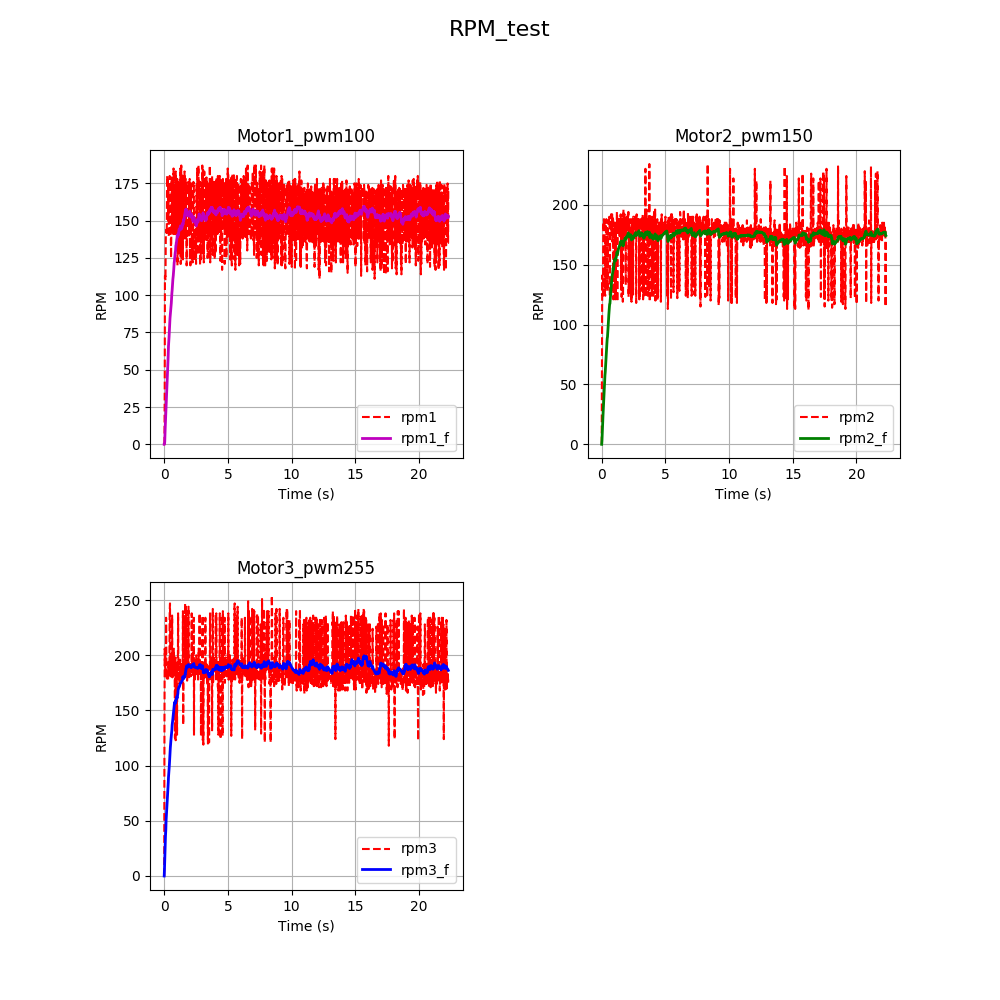 RPM_test
Motor1_pwm100
RPM
175
150
125
100
75
50
25
0
0 5 10 15 20
Time (s)
rpm1
rpm1_f
Motor2_pwm150
RPM
200
150
100
50
0
0 5 10 15 20
Time (s)
rpm2
rpm2_f
Motor3_pwm255
RPM
250
200
150
100
50
0
0 5 10 15 20
Time (s)
rpm3
rpm3_f